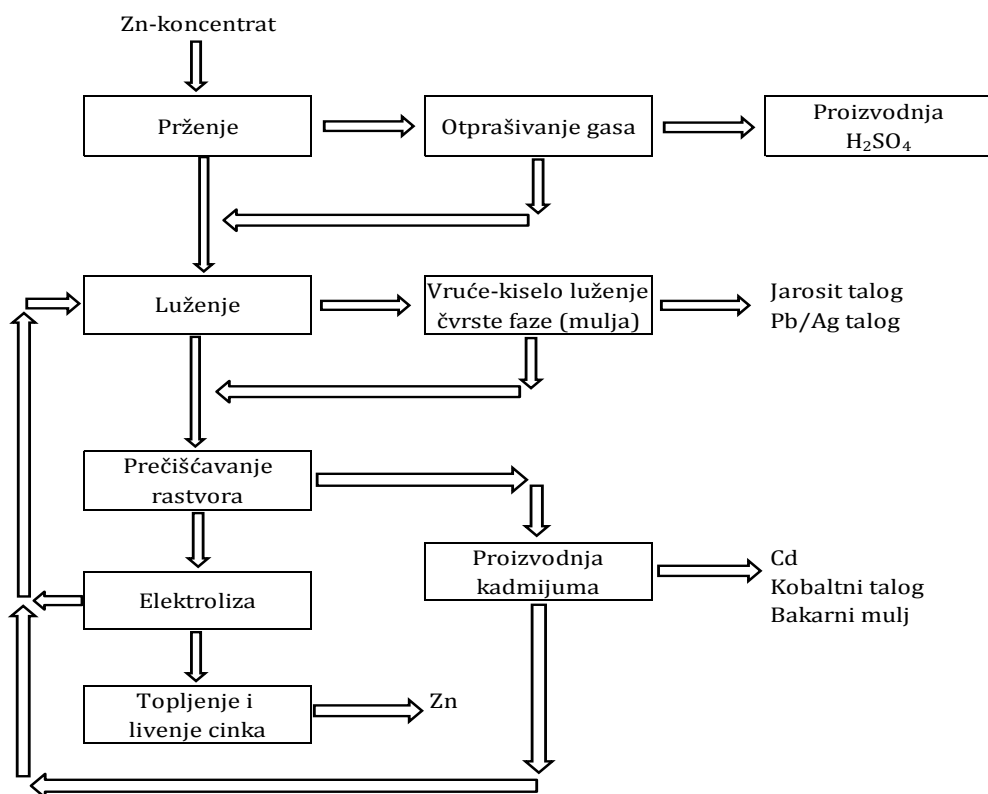 Zn-koncentrat
Prženje
Otprašivanje gasa
Proizvodnja
H₂SO₄
Luženje
Vruće-kiselo luženje
čvrste faze (mulja)
Jarosit talog
Pb/Ag talog
Prečišćavanje
rastvora
Proizvodnja
kadmijuma
Cd
Kobaltni talog
Bakarni mulj
Elektroliza
Topljenje i
livenje cinka
Zn